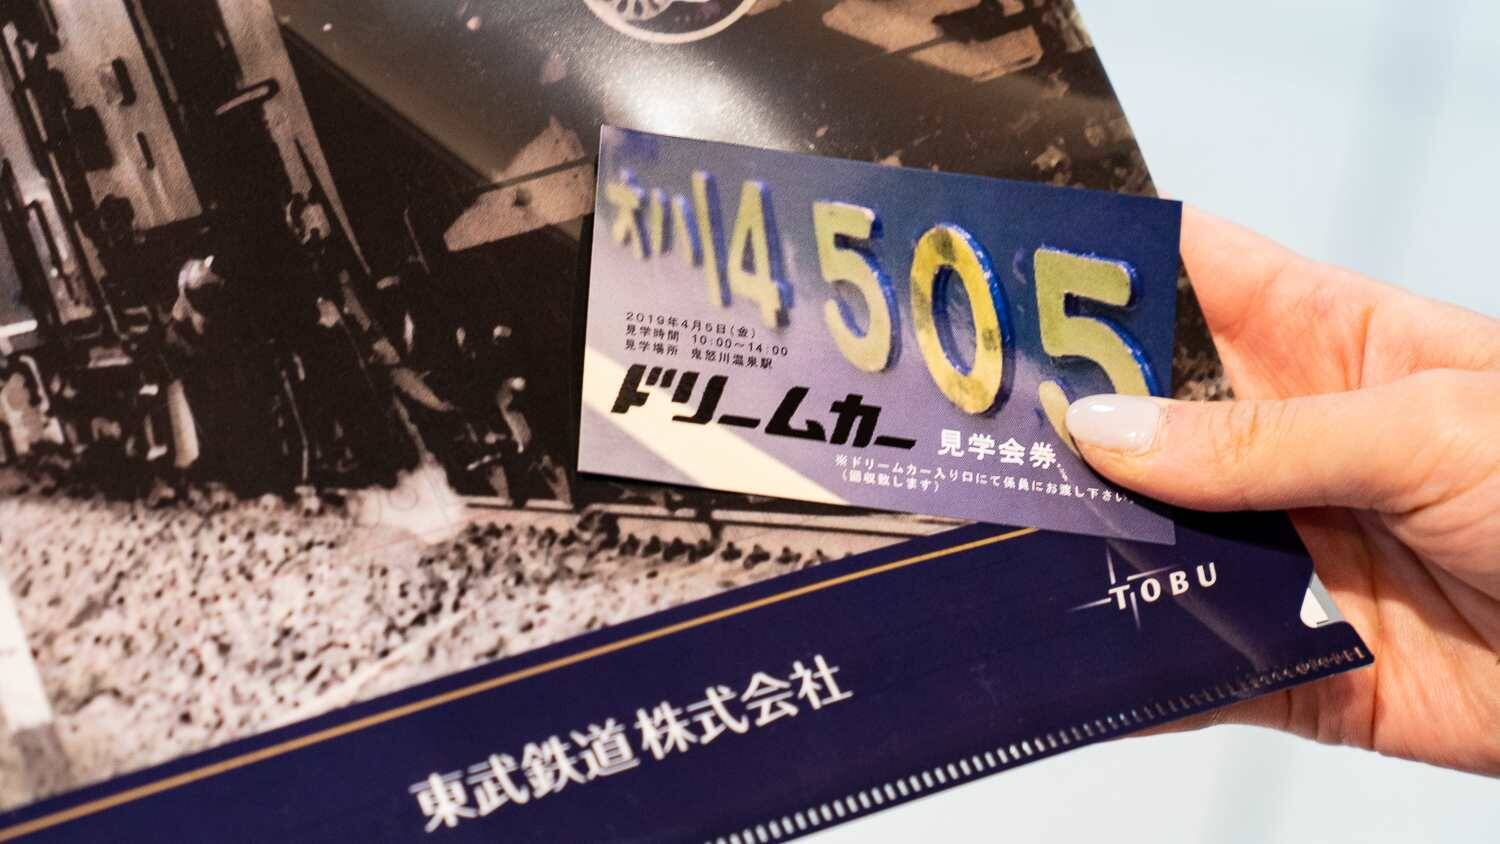 オハ14505
2019年4月5日(金)
見学時間 10:00～14:00
見学場所 鬼怒川温泉駅
ドリームカー
見学会券
※ドリームカー入り口にて係員にお渡し下さい。
(回収致します)
TOBU
東武鉄道株式会社